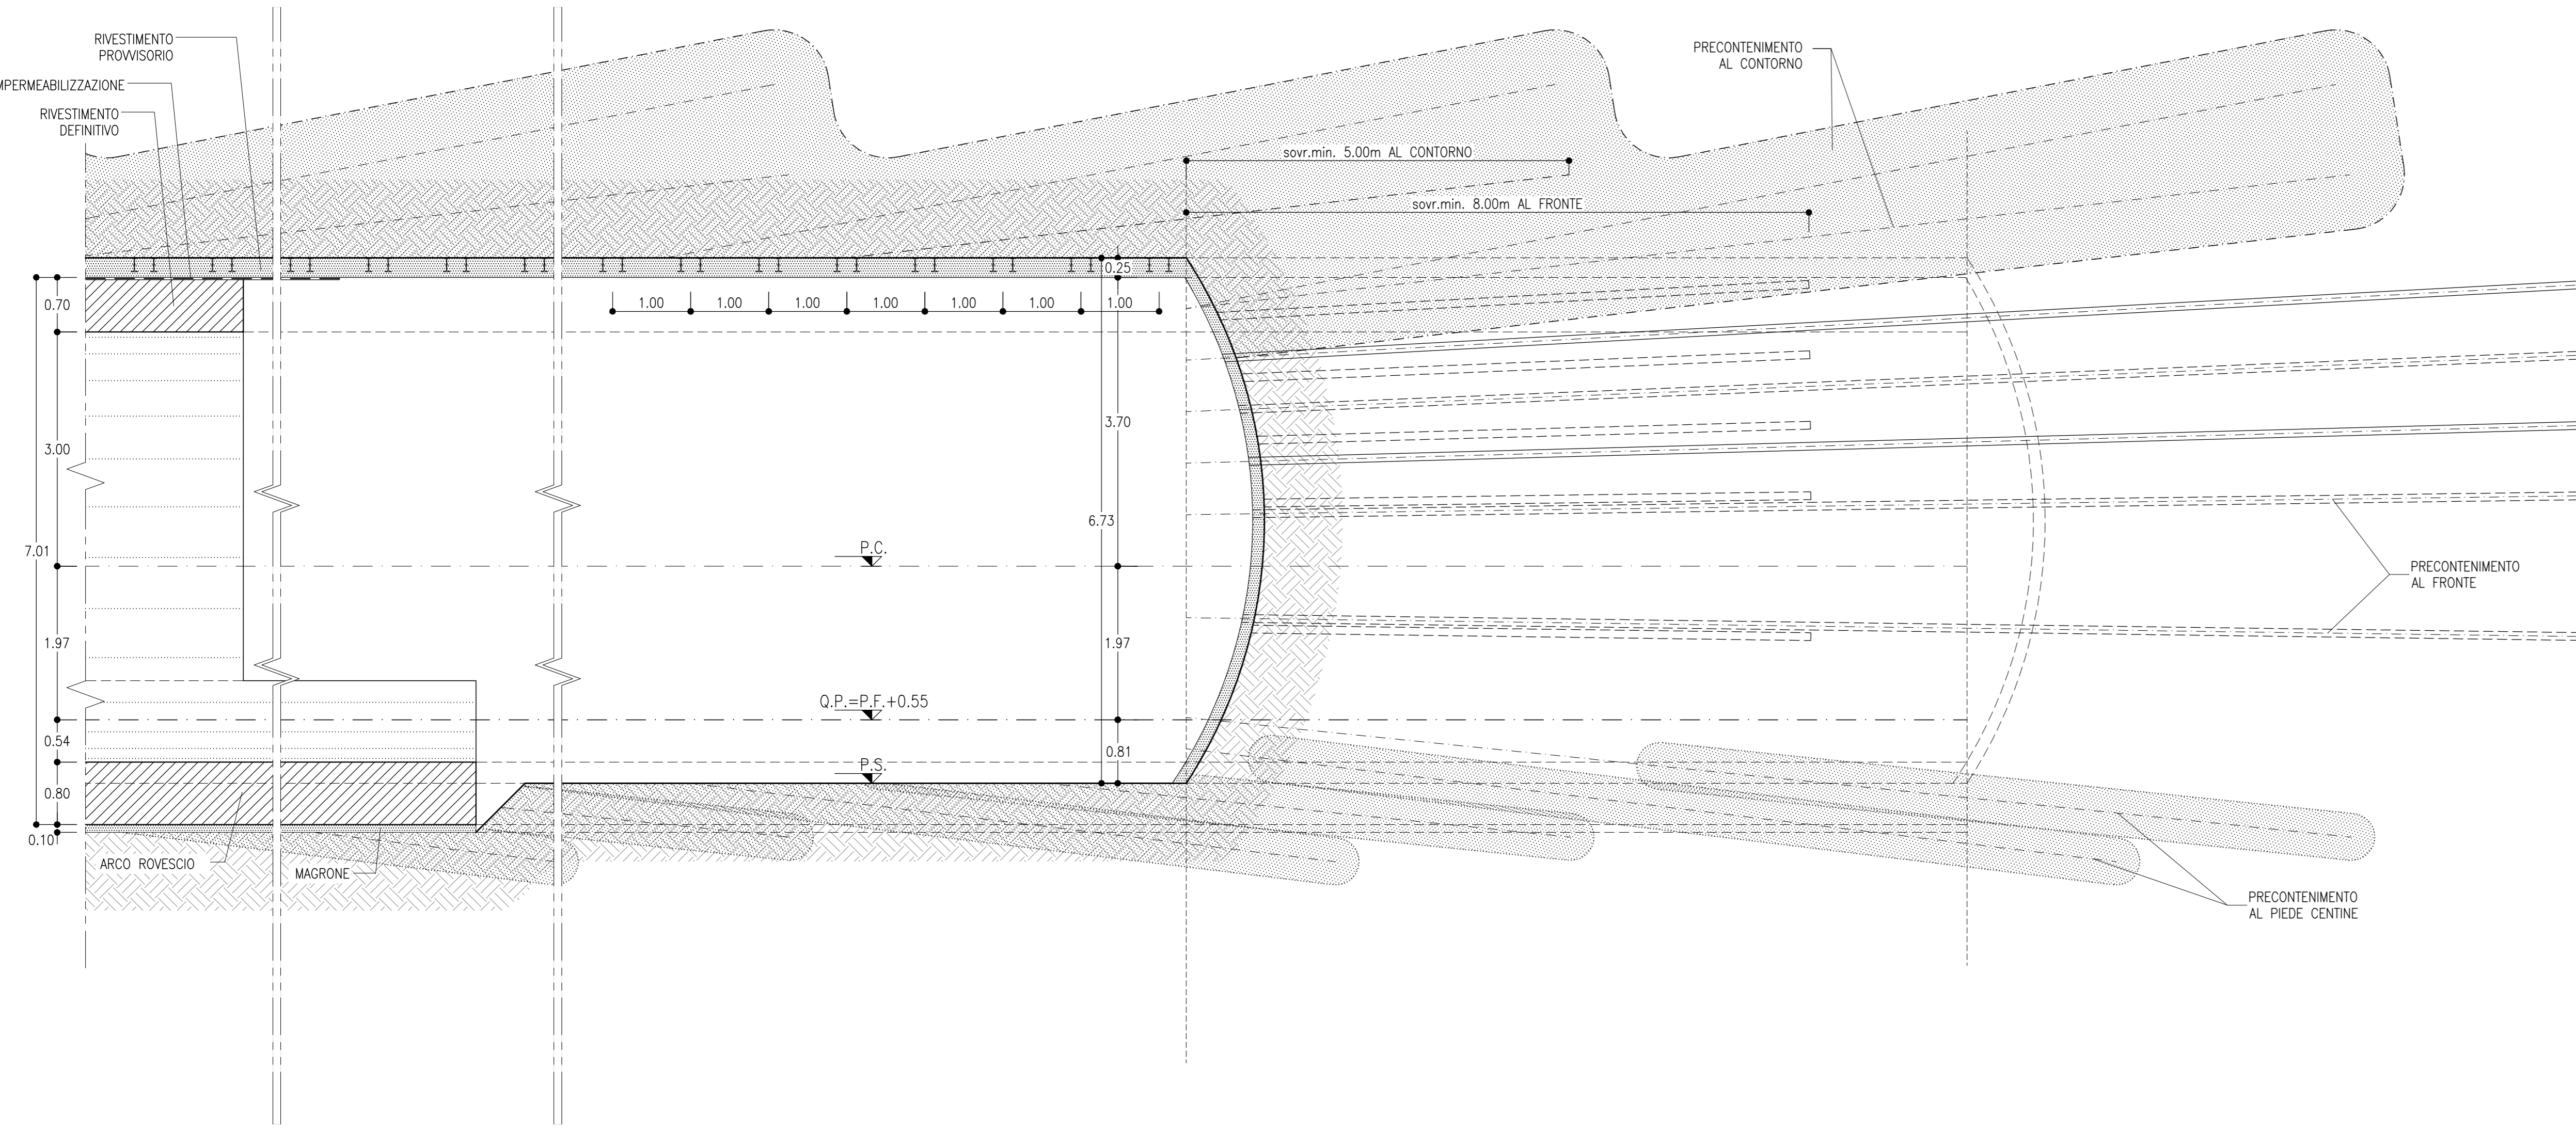 RIVESTIMENTO
PROVVISORIO
MPERMEABILIZZAZIONE
RIVESTIMENTO
DEFINITIVO
PRECONTENIMENTO
AL CONTORNO
sovr.min. 5.00m AL CONTORNO
sovr.min. 8.00m AL FRONTE
0.25
0.70
1.00
1.00
1.00
1.00
1.00
1.00
1.00
3.00
3.70
6.73
7.01
P.C.
PRECONTENIMENTO
AL FRONTE
1.97
1.97
Q.P.=P.F.+0.55
0.54
0.81
P.S.
0.80
0.10
ARCO ROVESCIO
MAGRONE
PRECONTENIMENTO
AL PIEDE CENTINE